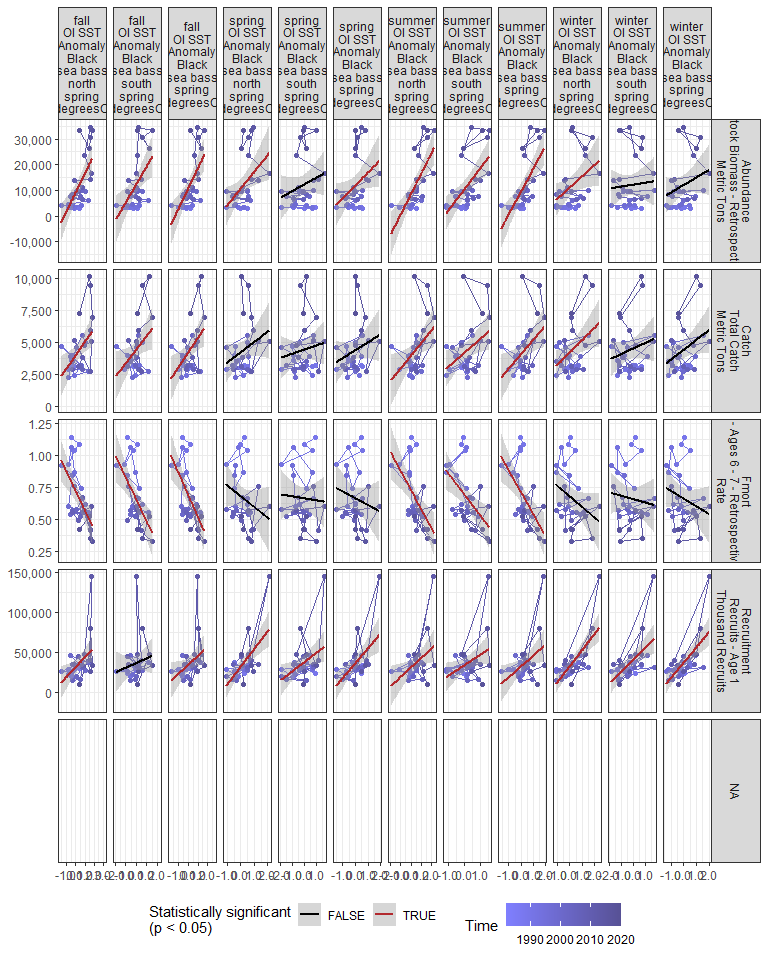 fall
OI SST
Anomaly
Black
sea bass
north
spring
degreesC
fall
OI SST
Anomaly
Black
sea bass
south
spring
degreesC
fall
OI SST
Anomaly
Black
sea bass
spring
degreesC
spring
OI SST
Anomaly
Black
sea bass
north
spring
degreesC
spring
OI SST
Anomaly
Black
sea bass
south
spring
degreesC
spring
OI SST
Anomaly
Black
sea bass
spring
degreesC
summer
OI SST
Anomaly
Black
sea bass
north
spring
degreesC
summer
OI SST
Anomaly
Black
sea bass
south
spring
degreesC
summer
OI SST
Anomaly
Black
sea bass
spring
degreesC
winter
OI SST
Anomaly
Black
sea bass
north
spring
degreesC
winter
OI SST
Anomaly
Black
sea bass
south
spring
degreesC
winter
OI SST
Anomaly
Black
sea bass
spring
degreesC
30,000
20,000
10,000
0
-10,000
Abundance
tock Biomass - Retrospect
Metric Tons
10,000
7,500
5,000
2,500
0
Catch
Total Catch
Metric Tons
1.25
1.00
0.75
0.50
0.25
Fmort
- Ages 6 - 7 - Retrospectiv
Rate
150,000
100,000
50,000
0
Recruitment
Recruits - Age 1
Thousand Recruits
NA
Statistically significant
(p < 0.05)
FALSE
TRUE
Time
1990 2000 2010 2020